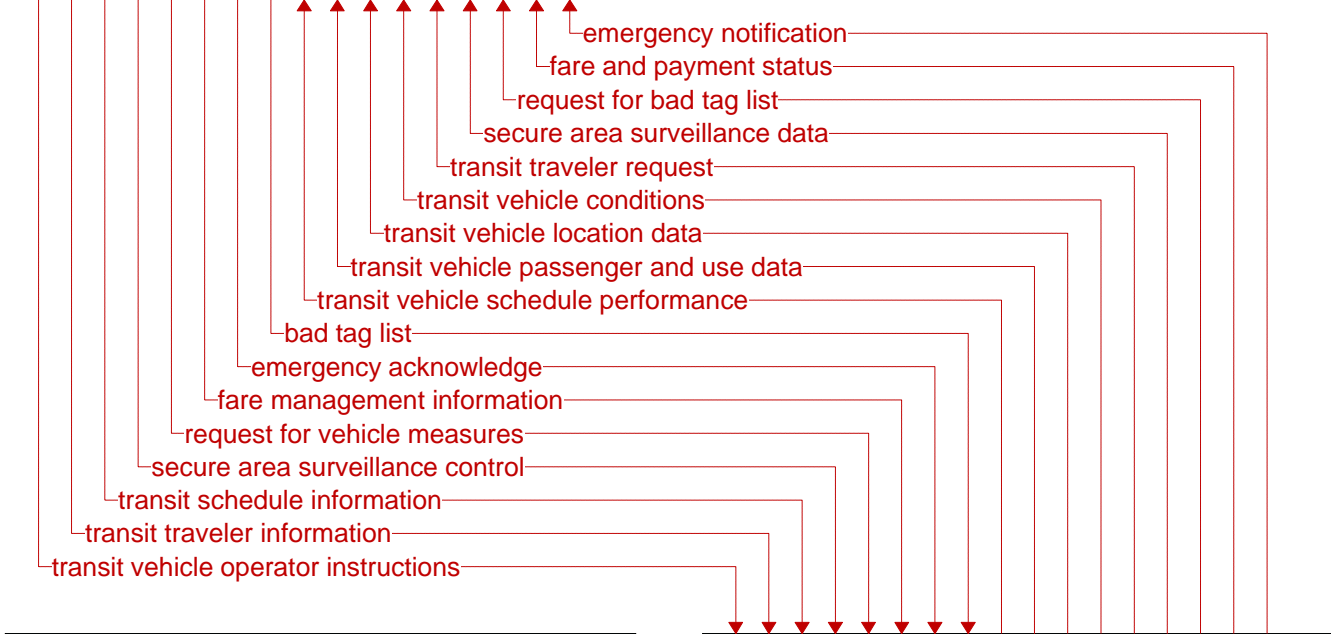 emergency notification
fare and payment status
request for bad tag list
secure area surveillance data
transit traveler request
transit vehicle conditions
transit vehicle location data
transit vehicle passenger and use data
transit vehicle schedule performance
bad tag list
emergency acknowledge
fare management information
request for vehicle measures
secure area surveillance control
transit schedule information
transit traveler information
transit vehicle operator instructions